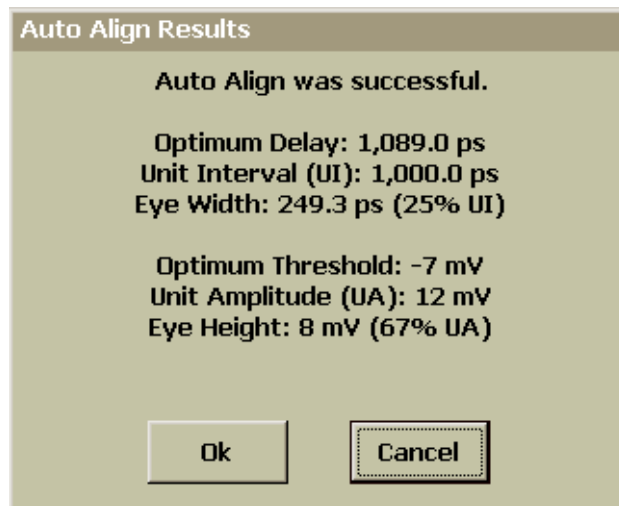 Auto Align Results
Auto Align was successful.
Optimum Delay: 1,089.0 ps
Unit Interval (UI): 1,000.0 ps
Eye Width: 249.3 ps (25% UI)
Optimum Threshold: -7 mV
Unit Amplitude (UA): 12 mV
Eye Height: 8 mV (67% UA)
Ok
Cancel